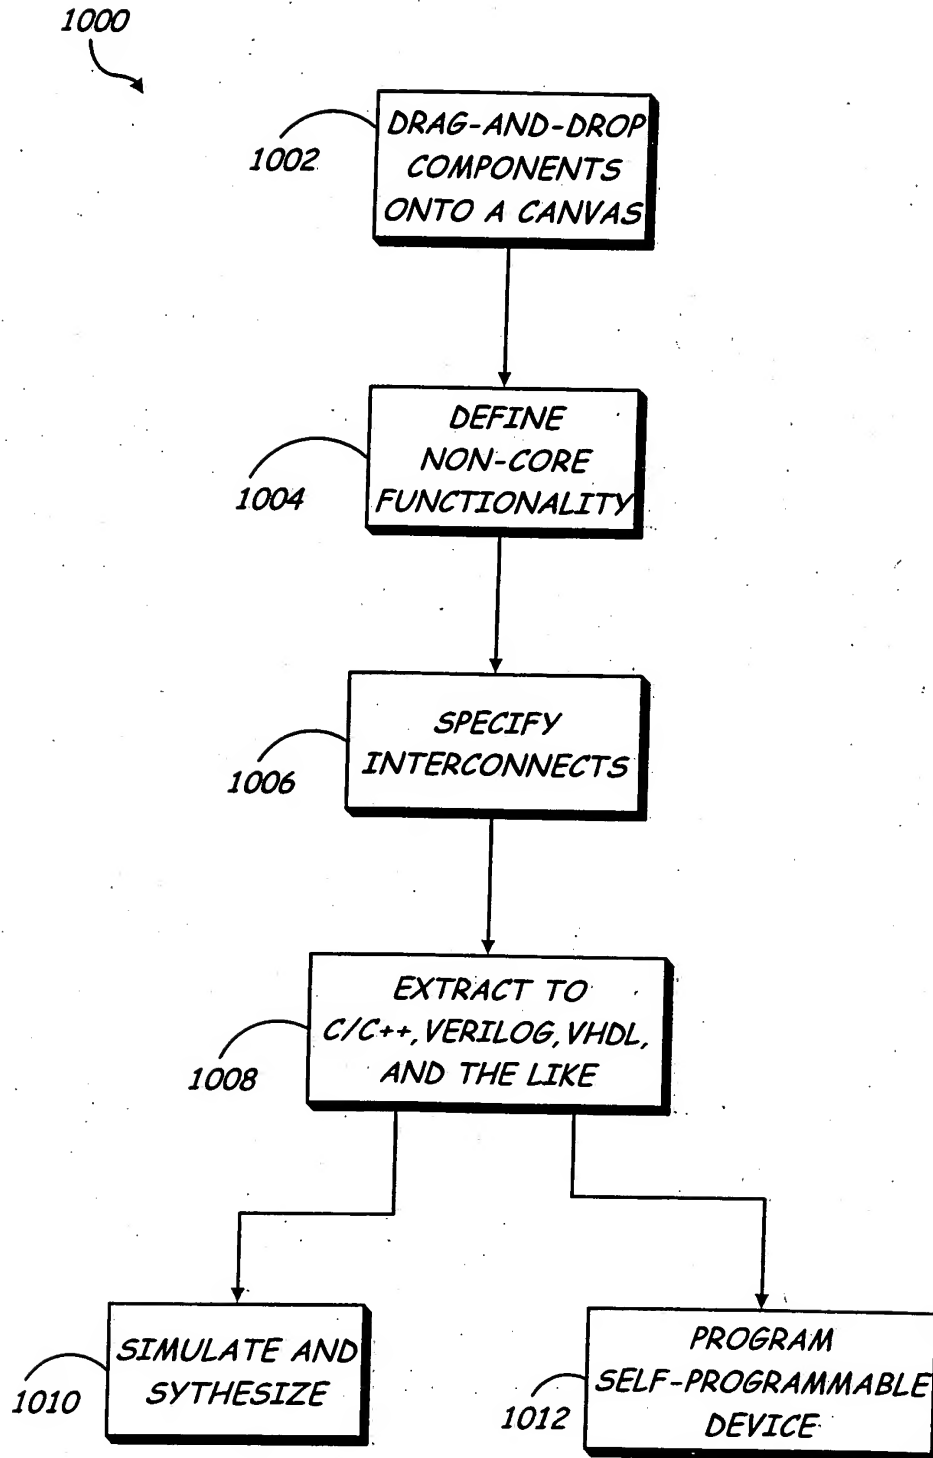 1000
1002
DRAG-AND-DROP
COMPONENTS
ONTO A CANVAS
1004
DEFINE
NON-CORE
FUNCTIONALITY
1006
SPECIFY
INTERCONNECTS
1008
EXTRACT TO
C/C++, VERILOG, VHDL,
AND THE LIKE
1010
SIMULATE AND
SYTHESIZE
1012
PROGRAM
SELF-PROGRAMMABLE
DEVICE